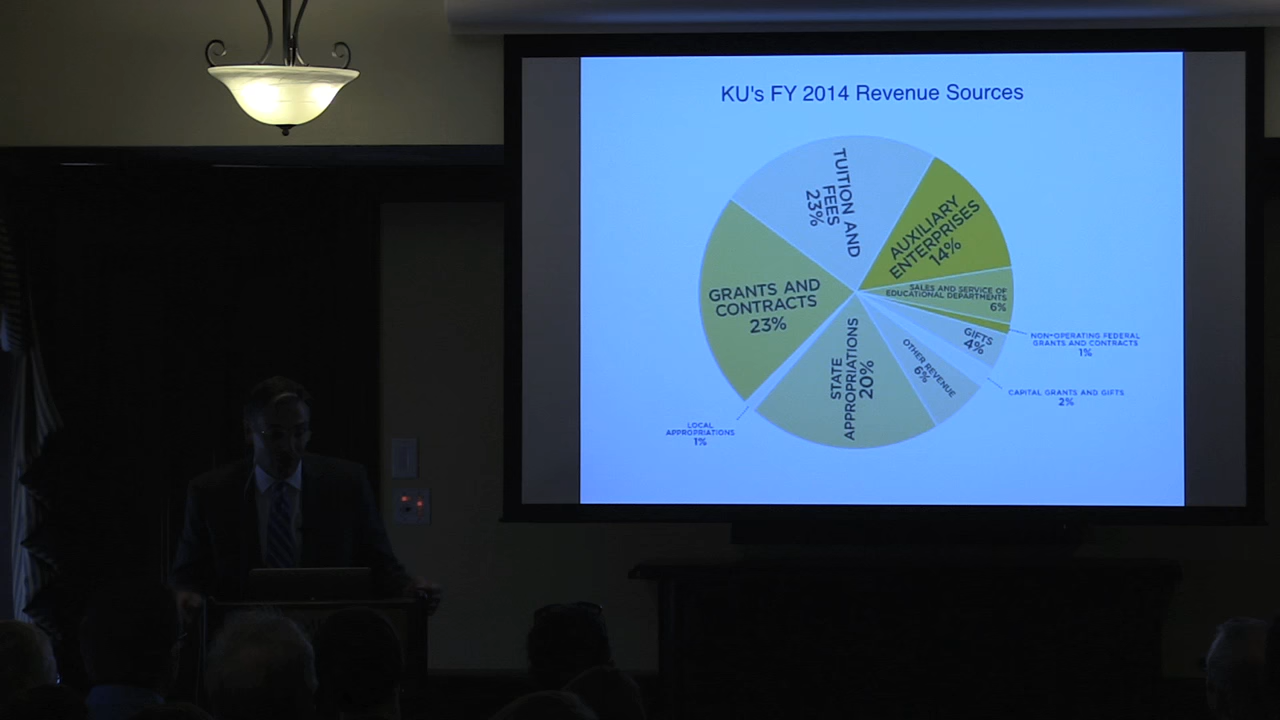 KU's FY 2014 Revenue Sources
TUITION AND
FEES
23%
AUXILIARY
ENTERPRISES
14%
SALES AND SERVICE OF
EDUCATIONAL DEPARTMENTS
6%
NON-OPERATING FEDERAL
GRANTS AND CONTRACTS
1%
GIFTS
4%
CAPITAL GRANTS AND GIFTS
2%
OTHER REVENUE
6%
STATE
APPROPRIATIONS
20%
LOCAL
APPROPRIATIONS
1%
GRANTS AND
CONTRACTS
23%